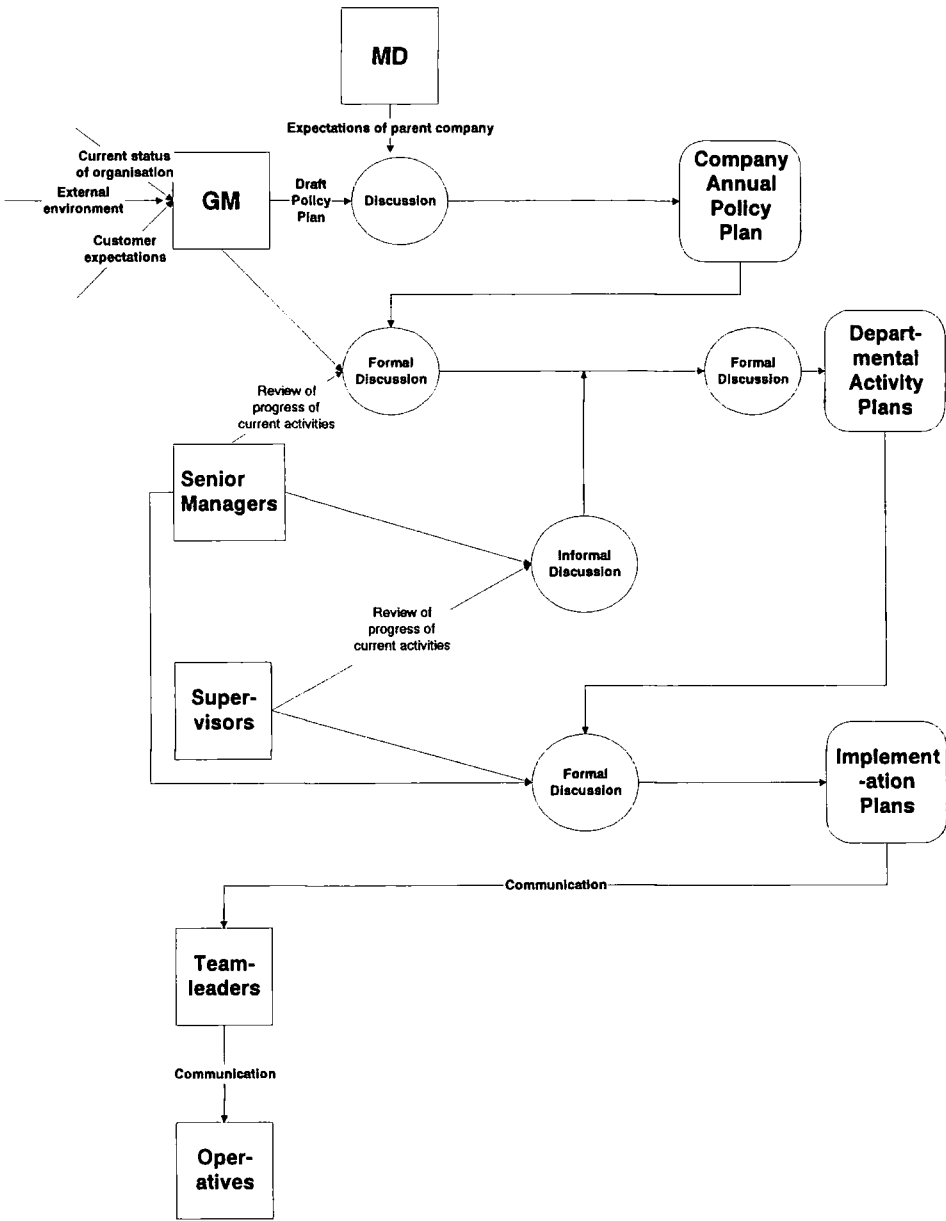 MD
Expectations of parent company
Current status
of organisation
External
environment
Customer
expectations
GM
Draft
Policy
Plan
Discussion
Company
Annual
Policy
Plan
Formal
Discussion
Formal
Discussion
Depart-
mental
Activity
Plans
Review of
progress of
current activities
Senior
Managers
Informal
Discussion
Review of
progress of
current activities
Super-
visors
Formal
Discussion
Implement
-ation
Plans
Communication
Team-
leaders
Communication
Oper-
atives